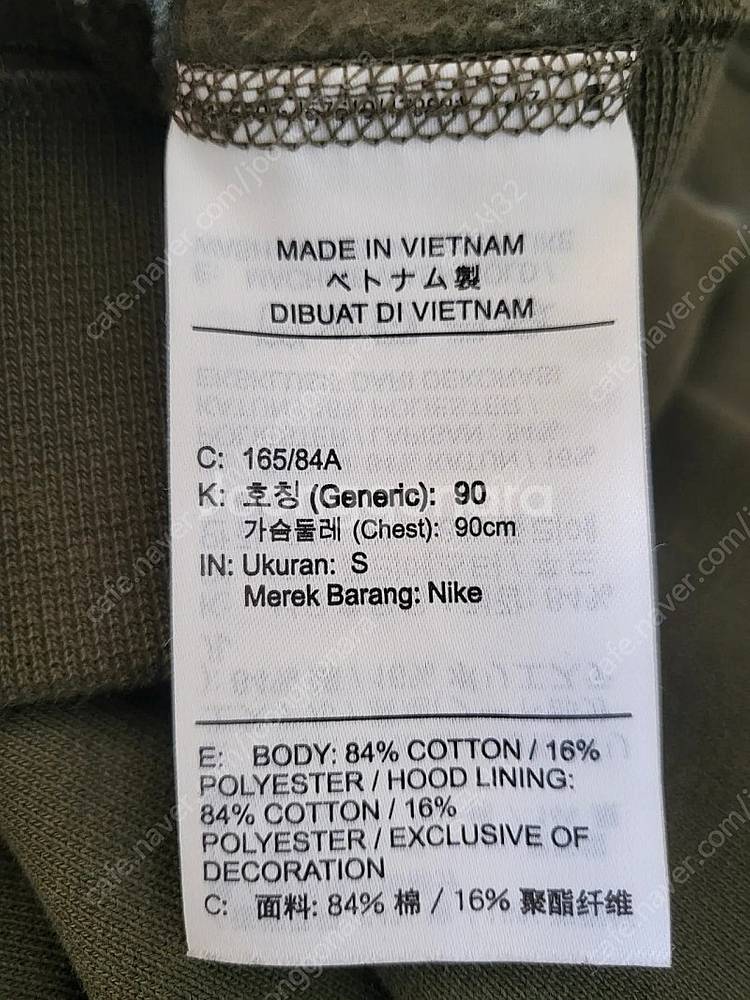 MADE IN VIETNAM
ベトナム製
DIBUAT DI VIETNAM
C: 165/84A
K: 호칭 (Generic): 90
가슴둘레 (Chest): 90cm
IN: Ukuran: S
Merek Barang: Nike
E: BODY: 84% COTTON / 16%
POLYESTER / HOOD LINING:
84% COTTON / 16%
POLYESTER / EXCLUSIVE OF
DECORATION
C: 面料: 84% 棉 / 16% 聚酯纤维